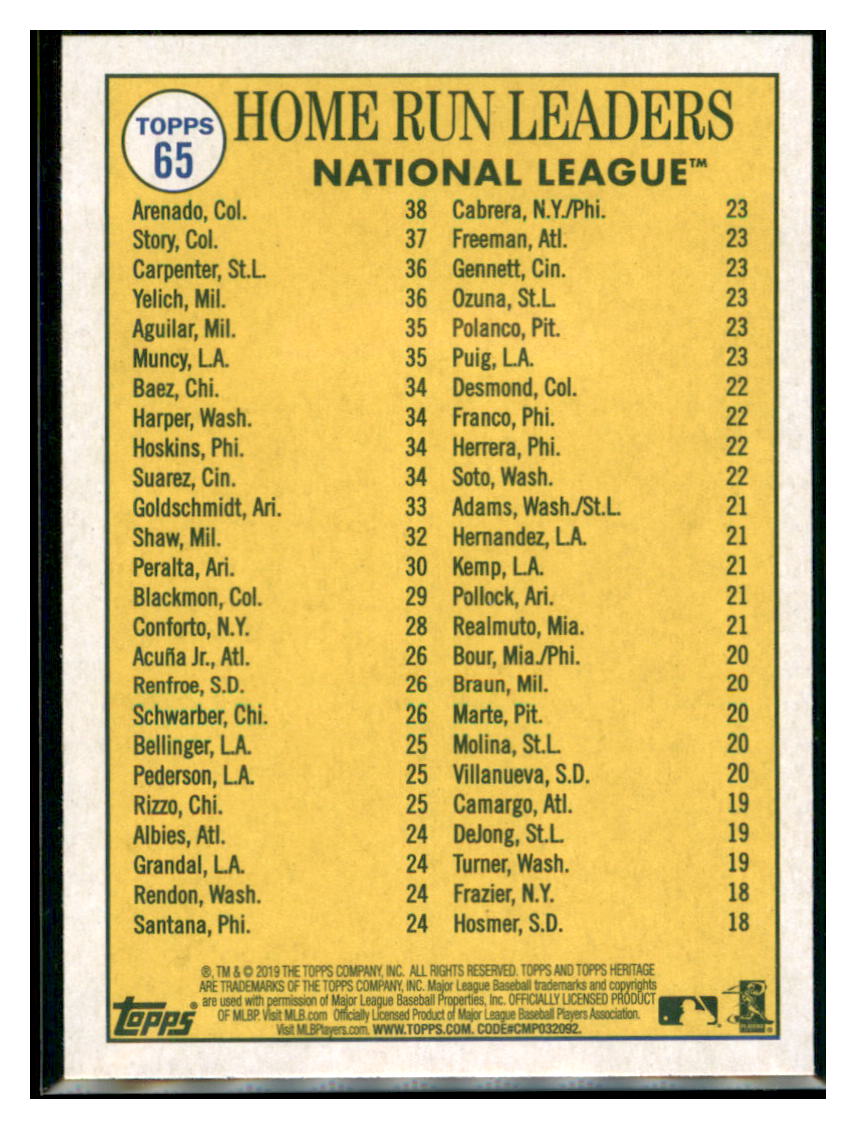 TOPPS
65
HOME RUN LEADERS
NATIONAL LEAGUE™
Arenado, Col. 38
Story, Col. 37
Carpenter, St.L. 36
Yelich, Mil. 36
Aguilar, Mil. 35
Muncy, L.A. 35
Baez, Chi. 34
Harper, Wash. 34
Hoskins, Phi. 34
Suarez, Cin. 34
Goldschmidt, Ari. 33
Shaw, Mil. 32
Peralta, Ari. 30
Blackmon, Col. 29
Conforto, N.Y. 28
Acuña Jr., Atl. 26
Renfroe, S.D. 26
Schwarber, Chi. 26
Bellinger, L.A. 25
Pederson, L.A. 25
Rizzo, Chi. 25
Albies, Atl. 24
Grandal, L.A. 24
Rendon, Wash. 24
Santana, Phi. 24
Cabrera, N.Y./Phi. 23
Freeman, Atl. 23
Gennett, Cin. 23
Ozuna, St.L. 23
Polanco, Pit. 23
Puig, L.A. 23
Desmond, Col. 22
Franco, Phi. 22
Herrera, Phi. 22
Soto, Wash. 22
Adams, Wash./St.L. 21
Hernandez, L.A. 21
Kemp, L.A. 21
Pollock, Ari. 21
Realmuto, Mia. 21
Bour, Mia./Phi. 20
Braun, Mil. 20
Marte, Pit. 20
Molina, St.L. 20
Villanueva, S.D. 20
Camargo, Atl. 19
DeJong, St.L. 19
Turner, Wash. 19
Frazier, N.Y. 18
Hosmer, S.D. 18
®, TM & © 2019 THE TOPPS COMPANY, INC. ALL RIGHTS RESERVED. TOPPS AND TOPPS HERITAGE
ARE TRADEMARKS OF THE TOPPS COMPANY, INC. Major League Baseball trademarks and copyrights
are used with permission of Major League Baseball Properties, Inc. OFFICIALLY LICENSED PRODUCT
OF MLBP. Visit MLB.com Officially Licensed Product of Major League Baseball Players Association.
Visit MLBPlayers.com. WWW.TOPPS.COM. CODE#CMP032092.
Topps®